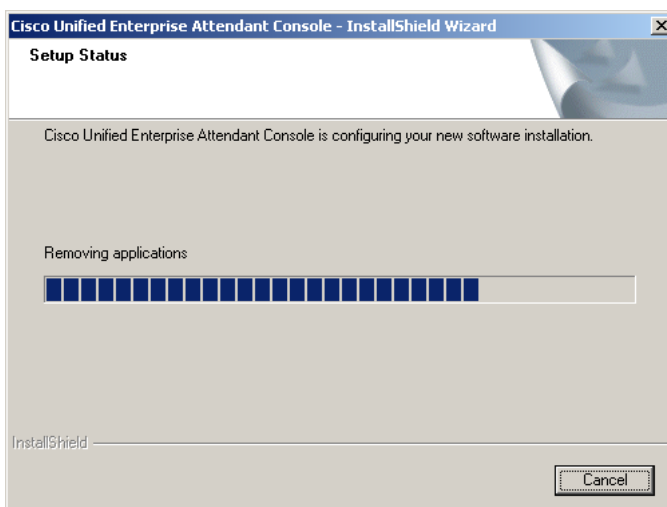 Cisco Unified Enterprise Attendant Console - InstallShield Wizard
Setup Status
Cisco Unified Enterprise Attendant Console is configuring your new software installation.
Removing applications
InstallShield
Cancel